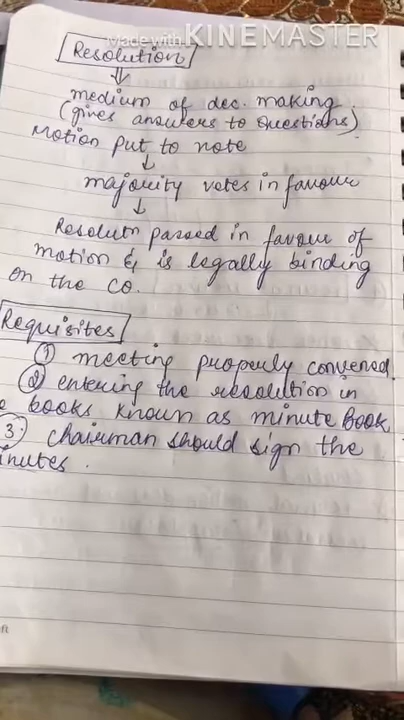 Made with KINEMASTER
Resolution
medium of dec. making
(gives answers to Questions)
Motion put to note
majority votes in favour
Resolutn passed in favour of
motion & is legally binding
on the co.
Requisites
① meeting properly convened.
② entering the resolution in
books known as minute Book
③. chairman should sign the
inutes.